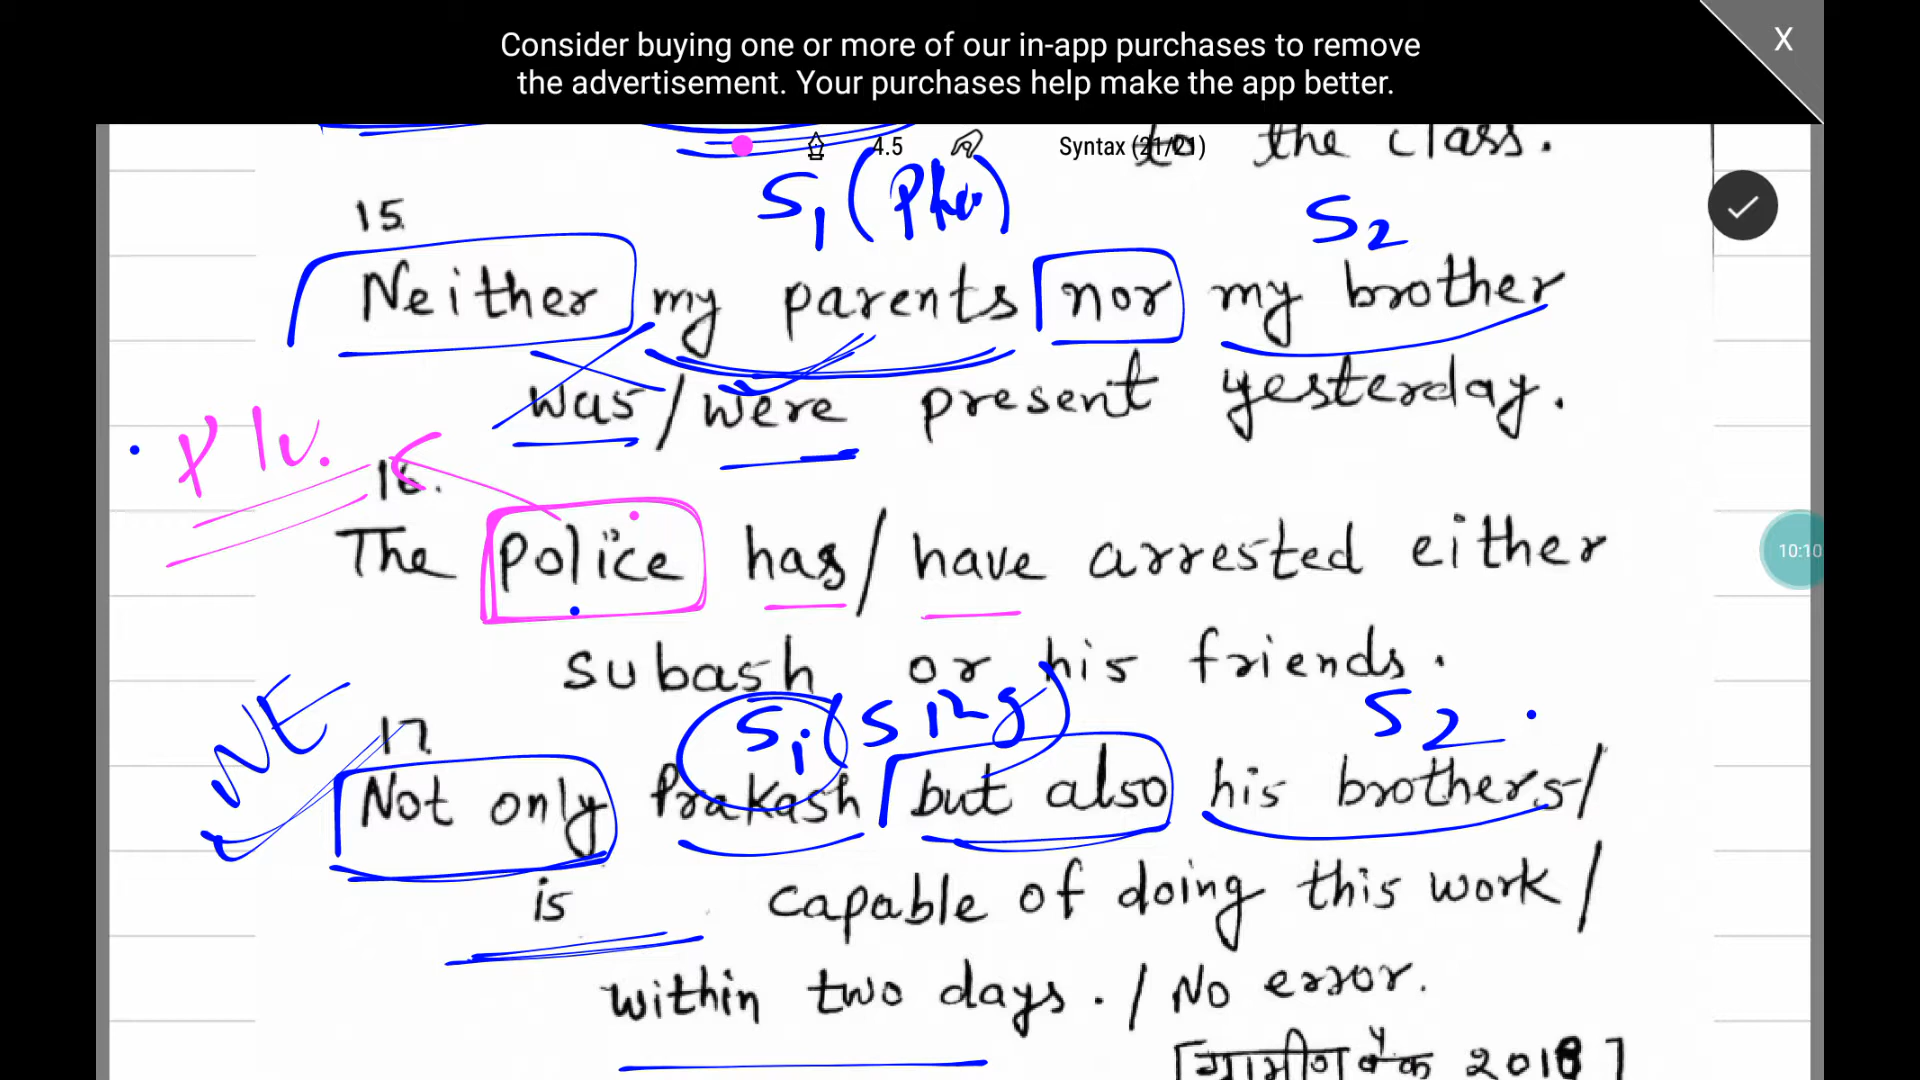 Consider buying one or more of our in-app purchases to remove
the advertisement. Your purchases help make the app better.
X
4.5 Syntax (21/21)
to the class.
S1 (Plu) S2
15.
Neither my parents nor my brother
was/were present yesterday.
Plu.
16.
The police has/have arrested either
subash or his friends.
10:10
NE
S1 (Sing) S2
17.
Not only Prakash but also his brothers/
is capable of doing this work/
within two days. / No error.
[ग्रामीण बैंक 2018]